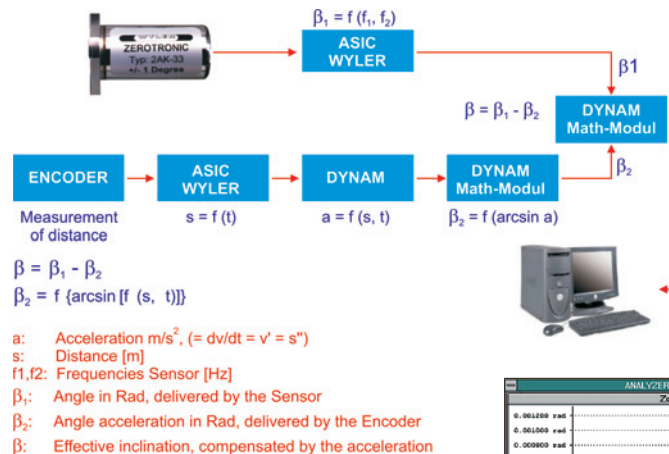 WYLER
ZEROTRONIC
Typ: 2AK-33
+/- 1 Degree
β₁ = f (f₁, f₂)
ASIC
WYLER
β1
β = β₁ - β₂
DYNAM
Math-Modul
β₂
ENCODER
ASIC
WYLER
DYNAM
DYNAM
Math-Modul
Measurement
of distance
s = f (t)
a = f (s, t)
β₂ = f (arcsin a)
β = β₁ - β₂
β₂ = f {arcsin [f (s, t)]}
a: Acceleration m/s², (= dv/dt = v' = s'')
s: Distance [m]
f1,f2: Frequencies Sensor [Hz]
β₁: Angle in Rad, delivered by the Sensor
β₂: Angle acceleration in Rad, delivered by the Encoder
β: Effective inclination, compensated by the acceleration
ANALYZER
Ze
0.001200 rad
0.001000 rad
0.000800 rad